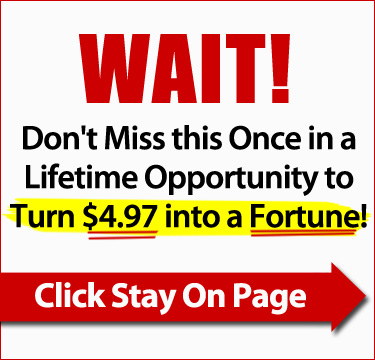 WAIT!
Don't Miss this Once in a
Lifetime Opportunity to
Turn $4.97 into a Fortune!
Click Stay On Page